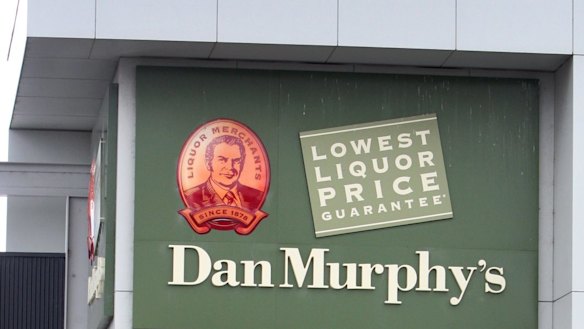 LIQUOR MERCHANTS
SINCE 1878
LOWEST
LIQUOR
PRICE
GUARANTEE*
Dan Murphy's